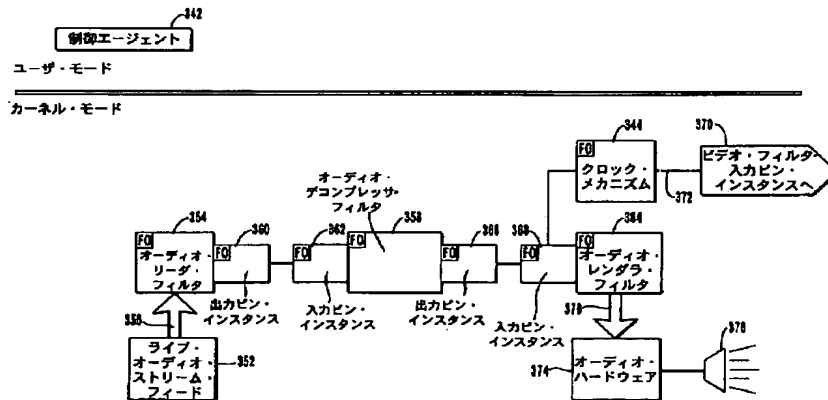 342
制御エージェント
ユーザ・モード
カーネル・モード
344
FO
クロック・
メカニズム
372
370
ビデオ・フィルタ・
入力ピン・
インスタンスへ
オーディオ・
デコンプレッサ・
フィルタ
354
FO
オーディオ・
リーダ・
フィルタ
360
FO
出力ピン・
インスタンス
362
FO
入力ピン・
インスタンス
358
FO
FO
出力ピン・
インスタンス
368
FO
入力ピン・
インスタンス
FO
オーディオ・
レンダラ・
フィルタ
ライブ・
オーディオ・
ストリーム・
フィード
352
374
オーディオ・
ハードウェア
378